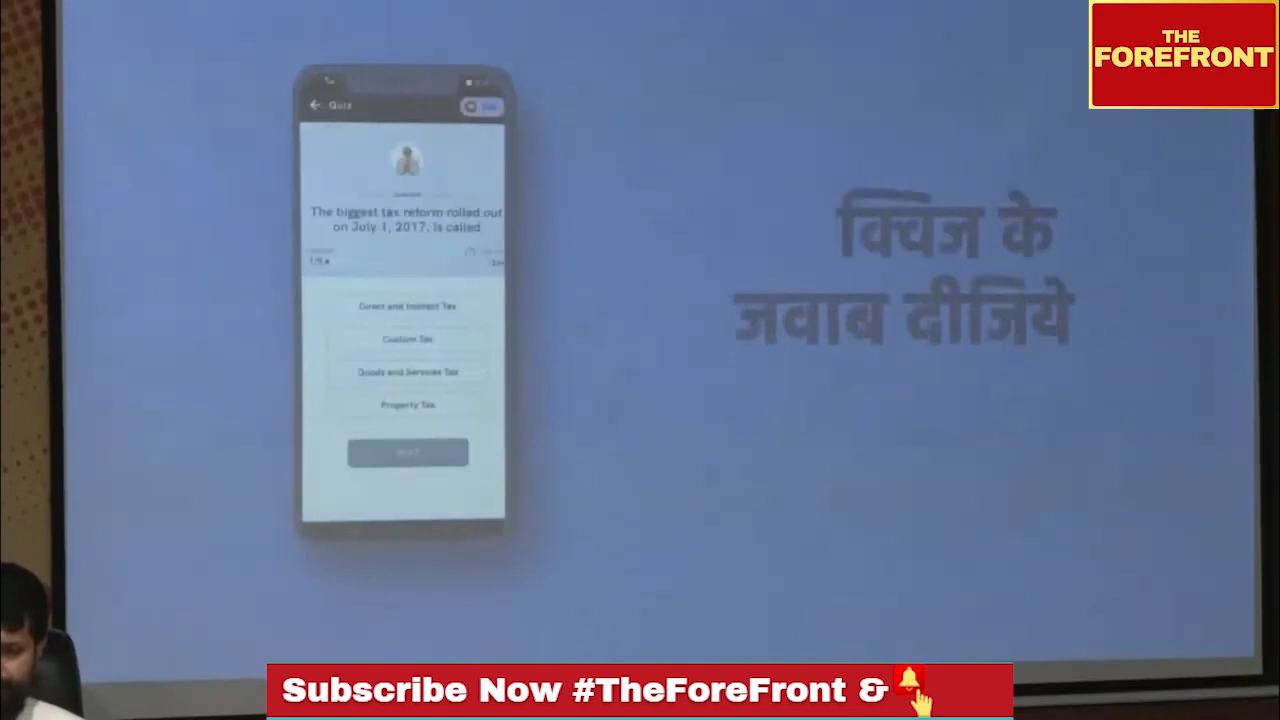 THE
FOREFRONT
Quiz
The biggest tax reform rolled out
on July 1, 2017, is called
Direct and Indirect Tax
Custom Tax
Goods and Services Tax
Property Tax
NEXT
क्विज के
जवाब दीजिये
Subscribe Now #TheForeFront &